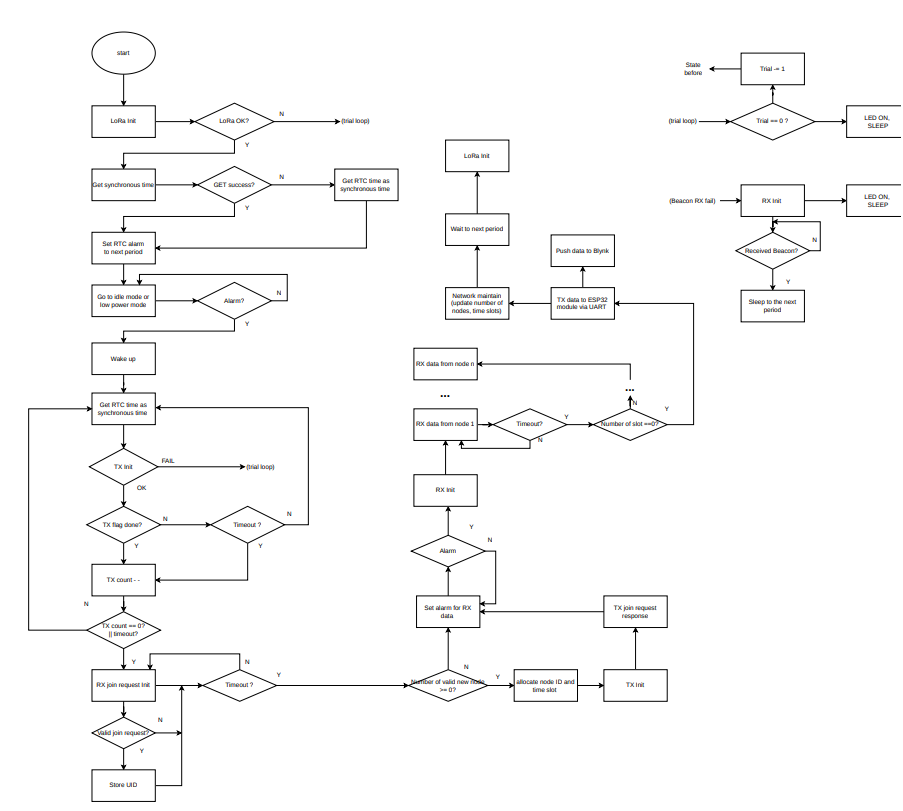 start
LoRa Init
LoRa OK?
N
(trial loop)
Y
Get synchronous time
GET success?
N
Get RTC time as
synchronous time
Y
Set RTC alarm
to next period
Go to idle mode or
low power mode
Alarm?
N
Y
Wake up
Get RTC time as
synchronous time
TX Init
FAIL
(trial loop)
OK
TX flag done?
N
Timeout ?
N
Y
Y
TX count - -
N
TX count == 0?
|| timeout?
Y
RX join request Init
Timeout ?
N
Y
Valid join request?
N
Y
Store UID
Number of valid new node
>= 0?
N
Y
allocate node ID and
time slot
TX Init
TX join request
response
Set alarm for RX
data
Alarm
N
Y
RX Init
RX data from node 1
Timeout?
Y
N
Number of slot ==0?
Y
N
...
...
RX data from node n
TX data to ESP32
module via UART
Push data to Blynk
Network maintain
(update number of
nodes, time slots)
Wait to next period
LoRa Init
State
before
Trial -= 1
(trial loop)
Trial == 0 ?
LED ON,
SLEEP
(Beacon RX fail)
RX Init
LED ON,
SLEEP
Received Beacon?
N
Y
Sleep to the next
period